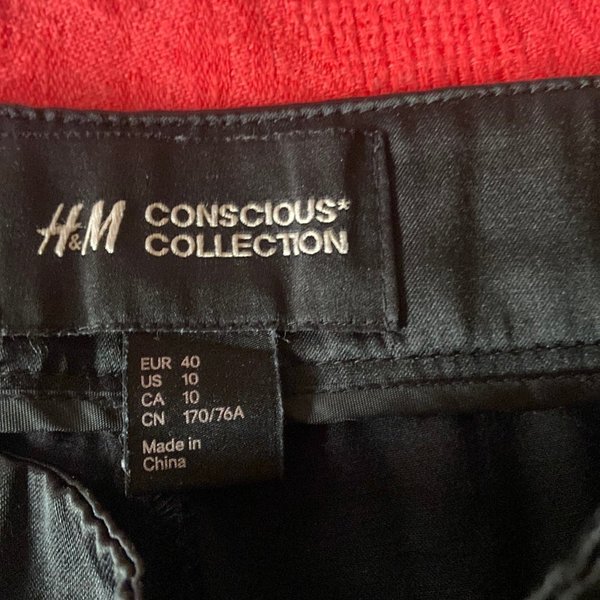 H&M CONSCIOUS*
COLLECTION
EUR 40
US 10
CA 10
CN 170/76A
Made in
China